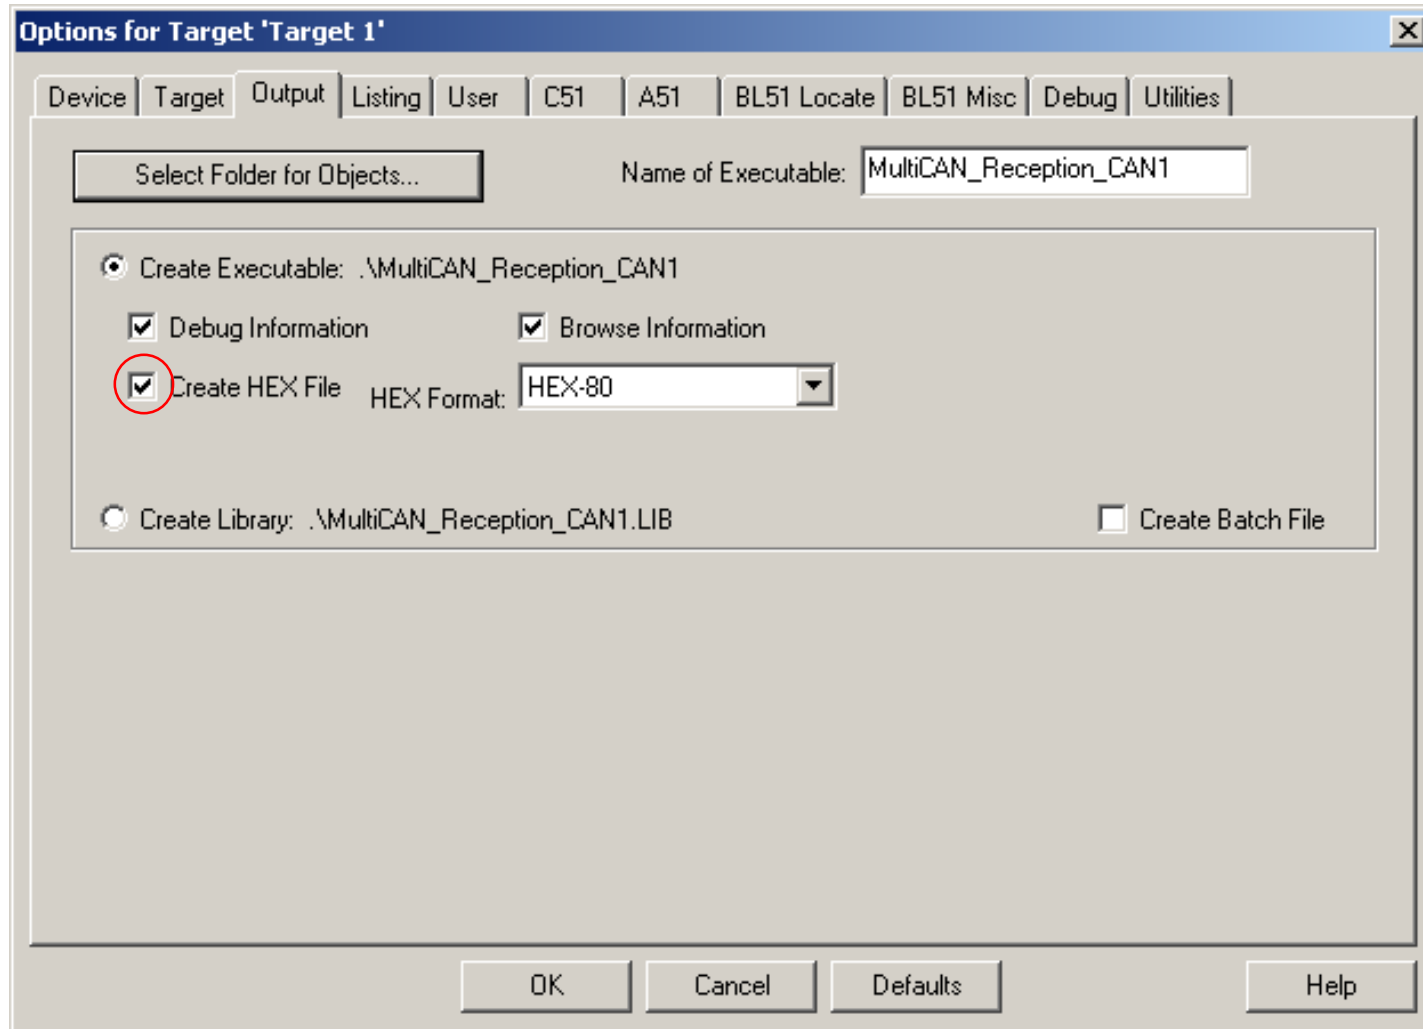 Options for Target 'Target 1'
Device Target Output Listing User C51 A51 BL51 Locate BL51 Misc Debug Utilities
Select Folder for Objects... Name of Executable: MultiCAN_Reception_CAN1
Create Executable: .\MultiCAN_Reception_CAN1
Debug Information Browse Information
Create HEX File HEX Format: HEX-80
Create Library: .\MultiCAN_Reception_CAN1.LIB Create Batch File
OK Cancel Defaults Help